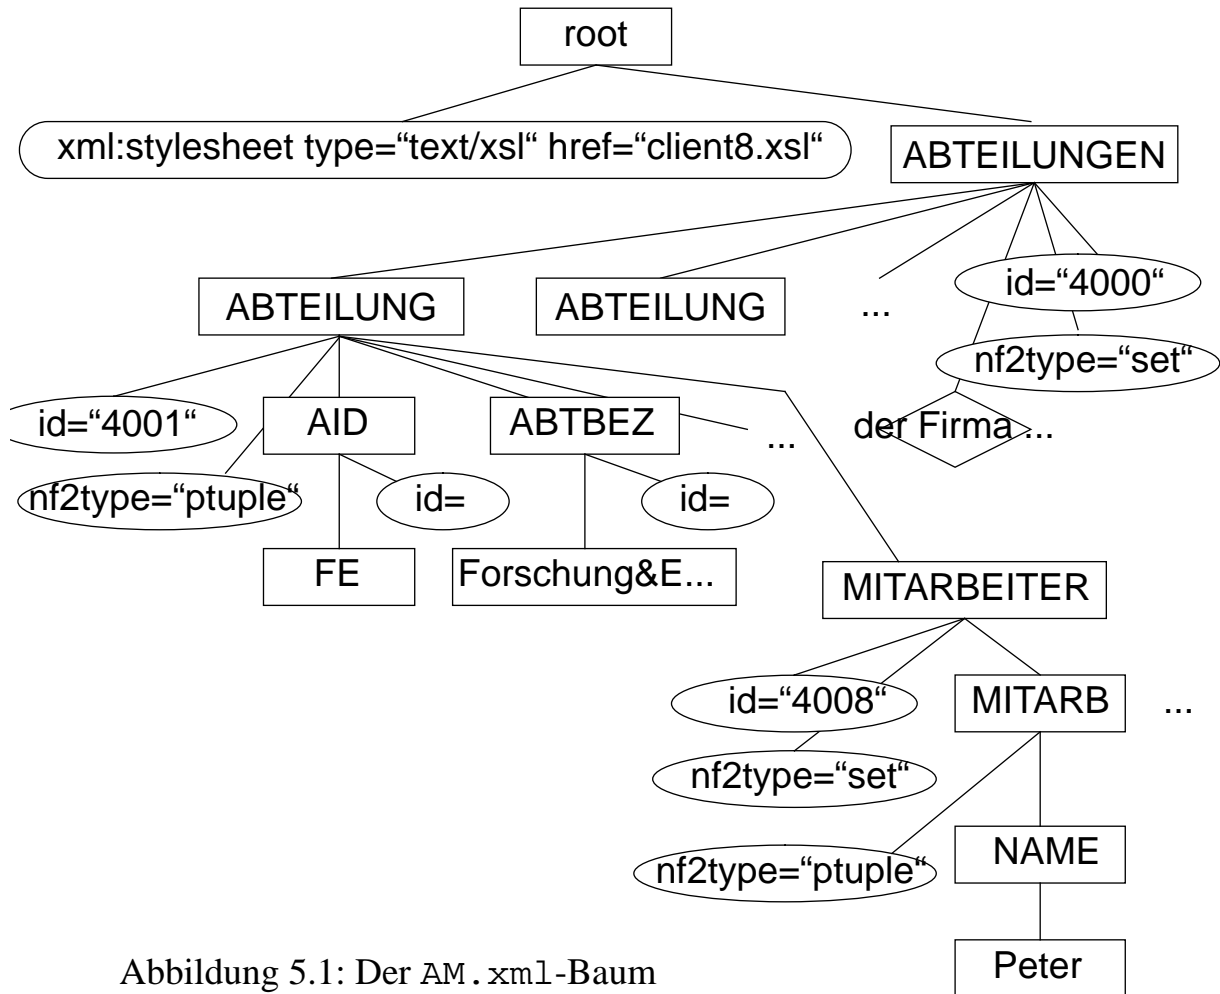 root
xml:stylesheet type=“text/xsl“ href=“client8.xsl“
ABTEILUNGEN
ABTEILUNG
ABTEILUNG
...
id=“4000“
nf2type=“set“
id=“4001“
AID
ABTBEZ
...
der Firma ...
nf2type=“ptuple“
id=
id=
FE
Forschung&E...
MITARBEITER
id=“4008“
MITARB
...
nf2type=“set“
nf2type=“ptuple“
NAME
Peter
Abbildung 5.1: Der AM.xml-Baum